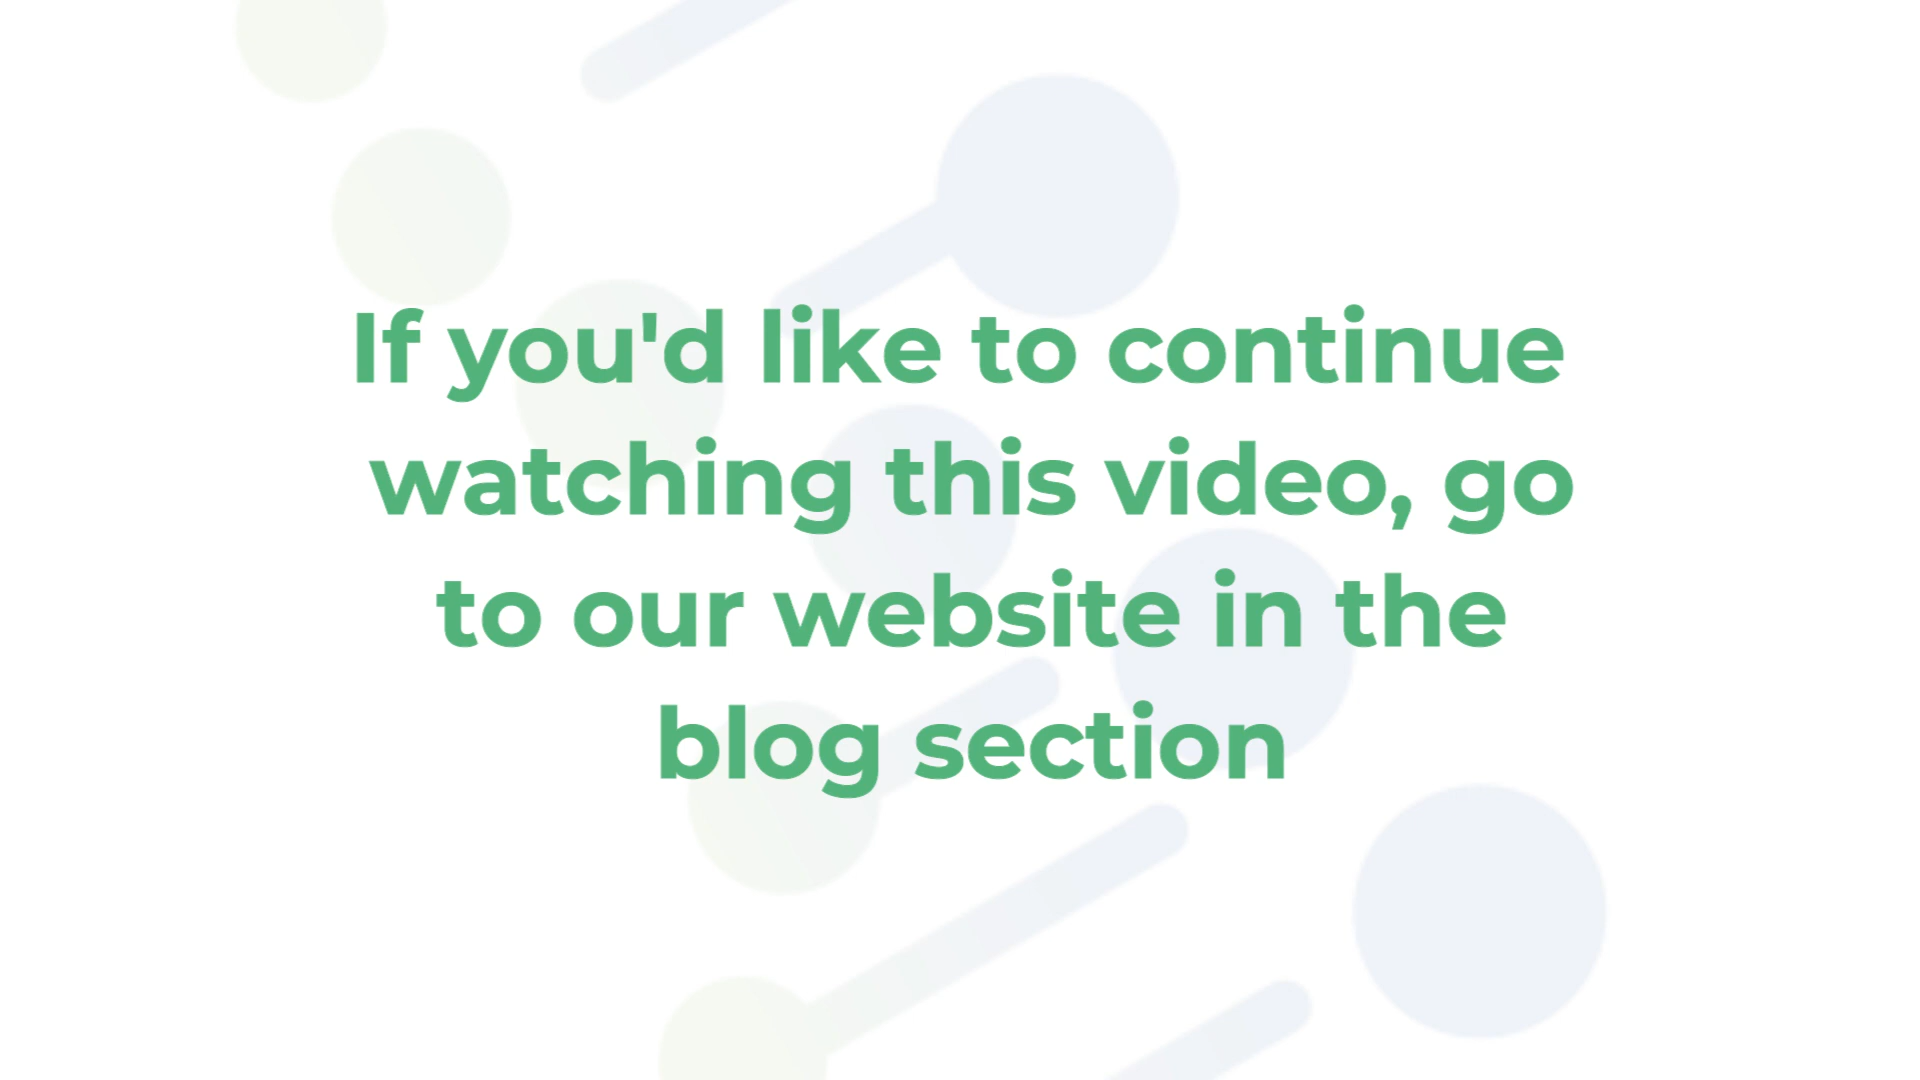 If you'd like to continue
watching this video, go
to our website in the
blog section